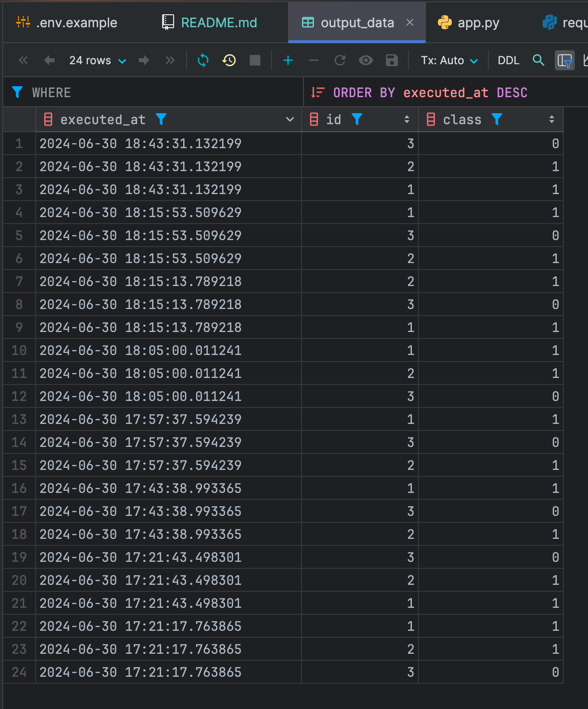 .env.example README.md output_data × app.py requ
24 rows Tx: Auto DDL
WHERE ORDER BY executed_at DESC
executed_at id class
1 2024-06-30 18:43:31.132199 3 0
2 2024-06-30 18:43:31.132199 2 1
3 2024-06-30 18:43:31.132199 1 1
4 2024-06-30 18:15:53.509629 1 1
5 2024-06-30 18:15:53.509629 3 0
6 2024-06-30 18:15:53.509629 2 1
7 2024-06-30 18:15:13.789218 2 1
8 2024-06-30 18:15:13.789218 3 0
9 2024-06-30 18:15:13.789218 1 1
10 2024-06-30 18:05:00.011241 1 1
11 2024-06-30 18:05:00.011241 2 1
12 2024-06-30 18:05:00.011241 3 0
13 2024-06-30 17:57:37.594239 1 1
14 2024-06-30 17:57:37.594239 3 0
15 2024-06-30 17:57:37.594239 2 1
16 2024-06-30 17:43:38.993365 1 1
17 2024-06-30 17:43:38.993365 3 0
18 2024-06-30 17:43:38.993365 2 1
19 2024-06-30 17:21:43.498301 3 0
20 2024-06-30 17:21:43.498301 2 1
21 2024-06-30 17:21:43.498301 1 1
22 2024-06-30 17:21:17.763865 1 1
23 2024-06-30 17:21:17.763865 2 1
24 2024-06-30 17:21:17.763865 3 0